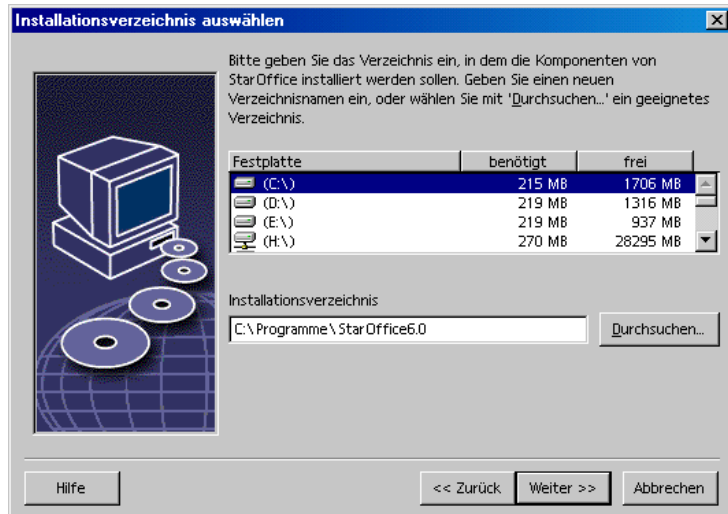 Installationsverzeichnis auswählen
Bitte geben Sie das Verzeichnis ein, in dem die Komponenten von
StarOffice installiert werden sollen. Geben Sie einen neuen
Verzeichnisnamen ein, oder wählen Sie mit 'Durchsuchen...' ein geeignetes
Verzeichnis.
Festplatte benötigt frei
(C:\) 215 MB 1706 MB
(D:\) 219 MB 1316 MB
(E:\) 219 MB 937 MB
(H:\) 270 MB 28295 MB
Installationsverzeichnis
C:\Programme\StarOffice6.0
Durchsuchen...
Hilfe << Zurück Weiter >> Abbrechen